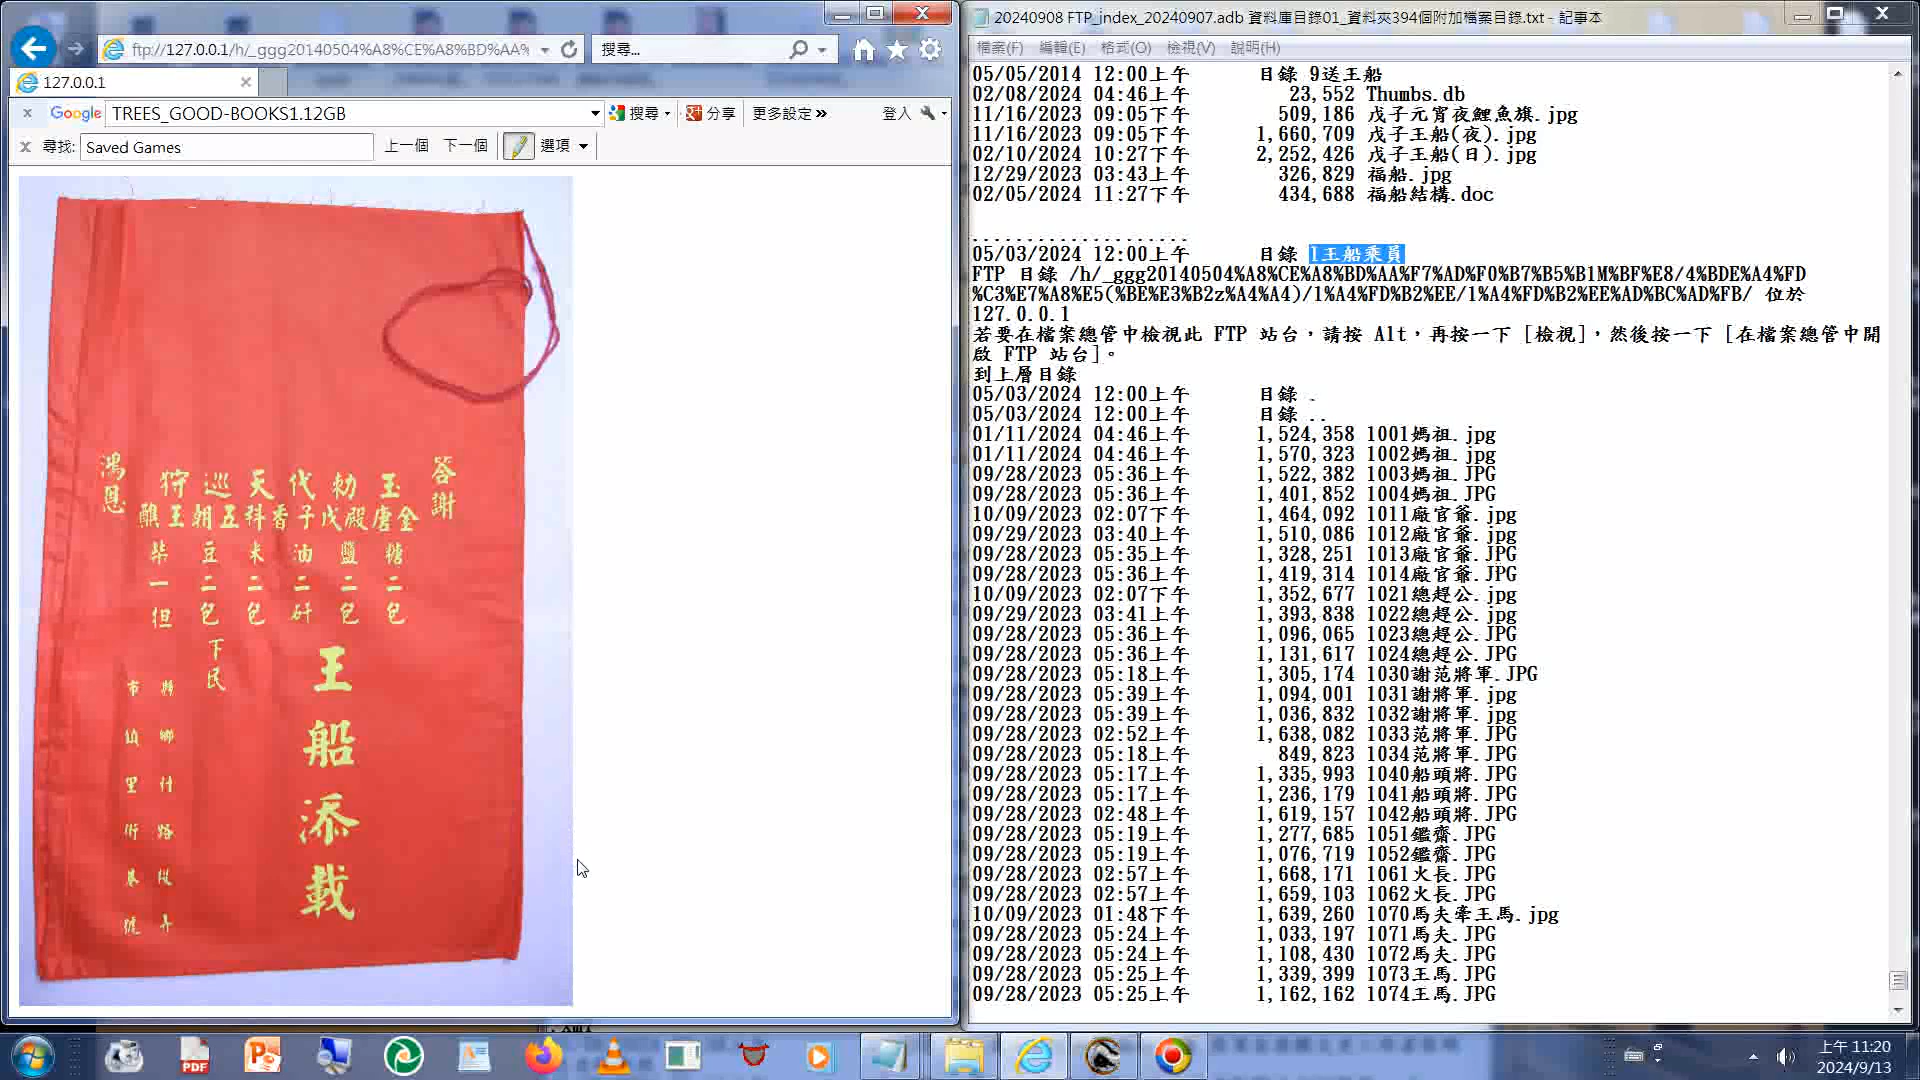 ftp://127.0.0.1/h/_ggg20140504%A8%CE%A8%BD%AA%
搜尋...
127.0.0.1
Google
TREES_GOOD-BOOKS1.12GB
搜尋
分享
更多設定 »
登入
尋找:
Saved Games
上一個
下一個
選項
答謝
玉勅代天巡狩
鴻恩
金唐殿戊子香科五朝王醮
糖二包
鹽二包
油二矸
米二包
豆二包
柴一但
王船添載
下民
20240908 FTP_index_20240907.adb 資料庫目錄01_資料夾394個附加檔案目錄.txt - 記事本
檔案(F) 編輯(E) 格式(O) 檢視(V) 說明(H)
05/05/2014 12:00上午 目錄 9送王船
02/08/2024 04:46上午 23,552 Thumbs.db
11/16/2023 09:05下午 509,186 戊子元宵夜鯉魚旗.jpg
11/16/2023 09:05下午 1,660,709 戊子王船(夜).jpg
02/10/2024 10:27下午 2,252,426 戊子王船(日).jpg
12/29/2023 03:43上午 326,829 福船.jpg
02/05/2024 11:27下午 434,688 福船結構.doc
....................
05/03/2024 12:00上午 目錄 1王船乘員
FTP 目錄 /h/_ggg20140504%A8%CE%A8%BD%AA%F7%AD%F0%B7%B5%B1M%BF%E8/4%BDE%A4%FD
%C3%E7%A8%E5(%BE%E3%B2z%A4%A4)/1%A4%FD%B2%EE/1%A4%FD%B2%EE%AD%BC%AD%FB/ 位於
127.0.0.1
若要在檔案總管中檢視此 FTP 站台，請按 Alt，再按一下 [檢視]，然後按一下 [在檔案總管中開
啟 FTP 站台]。
到上層目錄
05/03/2024 12:00上午 目錄 .
05/03/2024 12:00上午 目錄 ..
01/11/2024 04:46上午 1,524,358 1001媽祖.jpg
01/11/2024 04:46上午 1,570,323 1002媽祖.jpg
09/28/2023 05:36上午 1,522,382 1003媽祖.JPG
09/28/2023 05:36上午 1,401,852 1004媽祖.JPG
10/09/2023 02:07下午 1,464,092 1011廠官爺.jpg
09/29/2023 03:40上午 1,510,086 1012廠官爺.jpg
09/28/2023 05:35上午 1,328,251 1013廠官爺.JPG
09/28/2023 05:36上午 1,419,314 1014廠官爺.JPG
10/09/2023 02:07下午 1,352,677 1021總趕公.jpg
09/29/2023 03:41上午 1,393,838 1022總趕公.jpg
09/28/2023 05:36上午 1,096,065 1023總趕公.JPG
09/28/2023 05:36上午 1,131,617 1024總趕公.JPG
09/28/2023 05:18上午 1,305,174 1030謝范將軍.JPG
09/28/2023 05:39上午 1,094,001 1031謝將軍.jpg
09/28/2023 05:39上午 1,036,832 1032謝將軍.jpg
09/28/2023 02:52上午 1,638,082 1033范將軍.JPG
09/28/2023 05:18上午 849,823 1034范將軍.JPG
09/28/2023 05:17上午 1,335,993 1040船頭將.JPG
09/28/2023 05:17上午 1,236,179 1041船頭將.JPG
09/28/2023 02:48上午 1,619,157 1042船頭將.JPG
09/28/2023 05:19上午 1,277,685 1051鑑齋.JPG
09/28/2023 05:19上午 1,076,719 1052鑑齋.JPG
09/28/2023 02:57上午 1,668,171 1061火長.JPG
09/28/2023 02:57上午 1,659,103 1062火長.JPG
10/09/2023 01:48下午 1,639,260 1070馬夫牽王馬.jpg
09/28/2023 05:24上午 1,033,197 1071馬夫.JPG
09/28/2023 05:24上午 1,108,430 1072馬夫.JPG
09/28/2023 05:25上午 1,339,399 1073王馬.JPG
09/28/2023 05:25上午 1,162,162 1074王馬.JPG
PDF
上午 11:20
2024/9/13